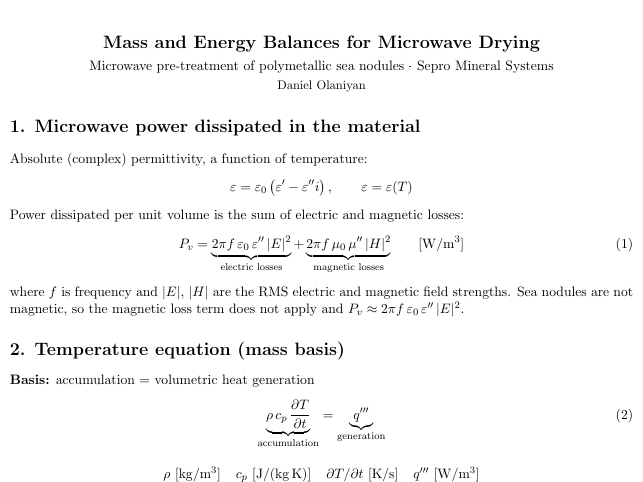 Mass and Energy Balances for Microwave Drying
Microwave pre-treatment of polymetallic sea nodules · Sepro Mineral Systems
Daniel Olaniyan
1. Microwave power dissipated in the material
Absolute (complex) permittivity, a function of temperature:
ε = ε₀ (ε′ − ε″i) , ε = ε(T)
Power dissipated per unit volume is the sum of electric and magnetic losses:
Pᵥ = 2πf ε₀ ε″ |E|² + 2πf μ₀ μ″ |H|² [W/m³] (1)
electric losses magnetic losses
where f is frequency and |E|, |H| are the RMS electric and magnetic field strengths. Sea nodules are not
magnetic, so the magnetic loss term does not apply and Pᵥ ≈ 2πf ε₀ ε″ |E|².
2. Temperature equation (mass basis)
Basis: accumulation = volumetric heat generation
ρ cₚ ∂T/∂t = q‴ (2)
accumulation generation
ρ [kg/m³] cₚ [J/(kg K)] ∂T/∂t [K/s] q‴ [W/m³]